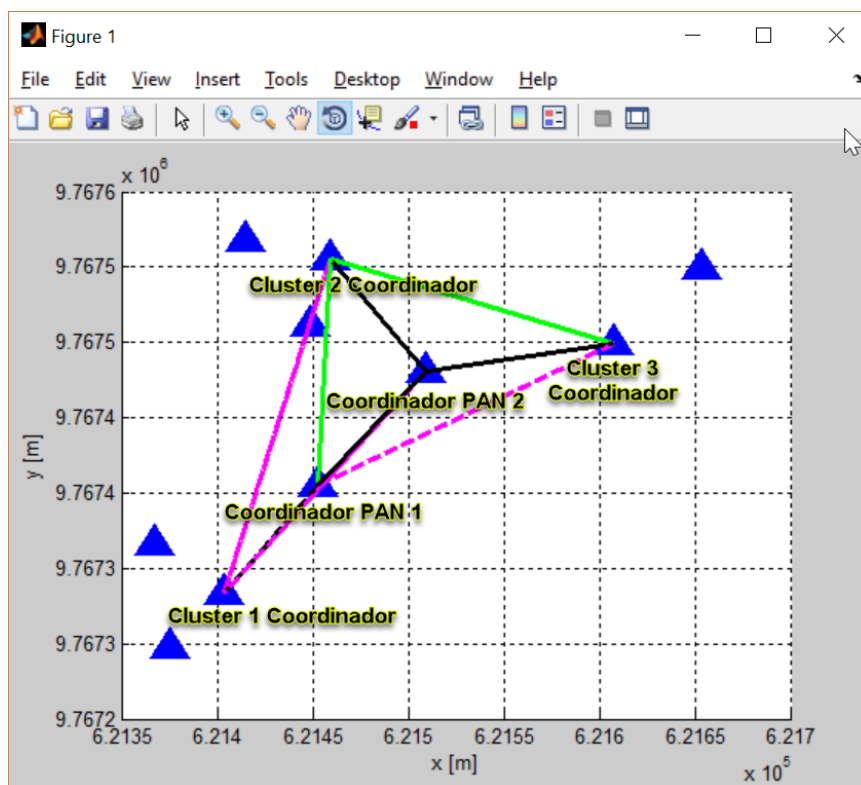 Figure 1
File Edit View Insert Tools Desktop Window Help
x 10^6
9.7676
9.7675
Cluster 2 Coordinador
9.7675
Cluster 3
Coordinador
Coordinador PAN 2
9.7674
y [m]
9.7674
Coordinador PAN 1
9.7673
Cluster 1 Coordinador
9.7673
9.7672
6.2135 6.214 6.2145 6.215 6.2155 6.216 6.2165 6.217
x [m]
x 10^5